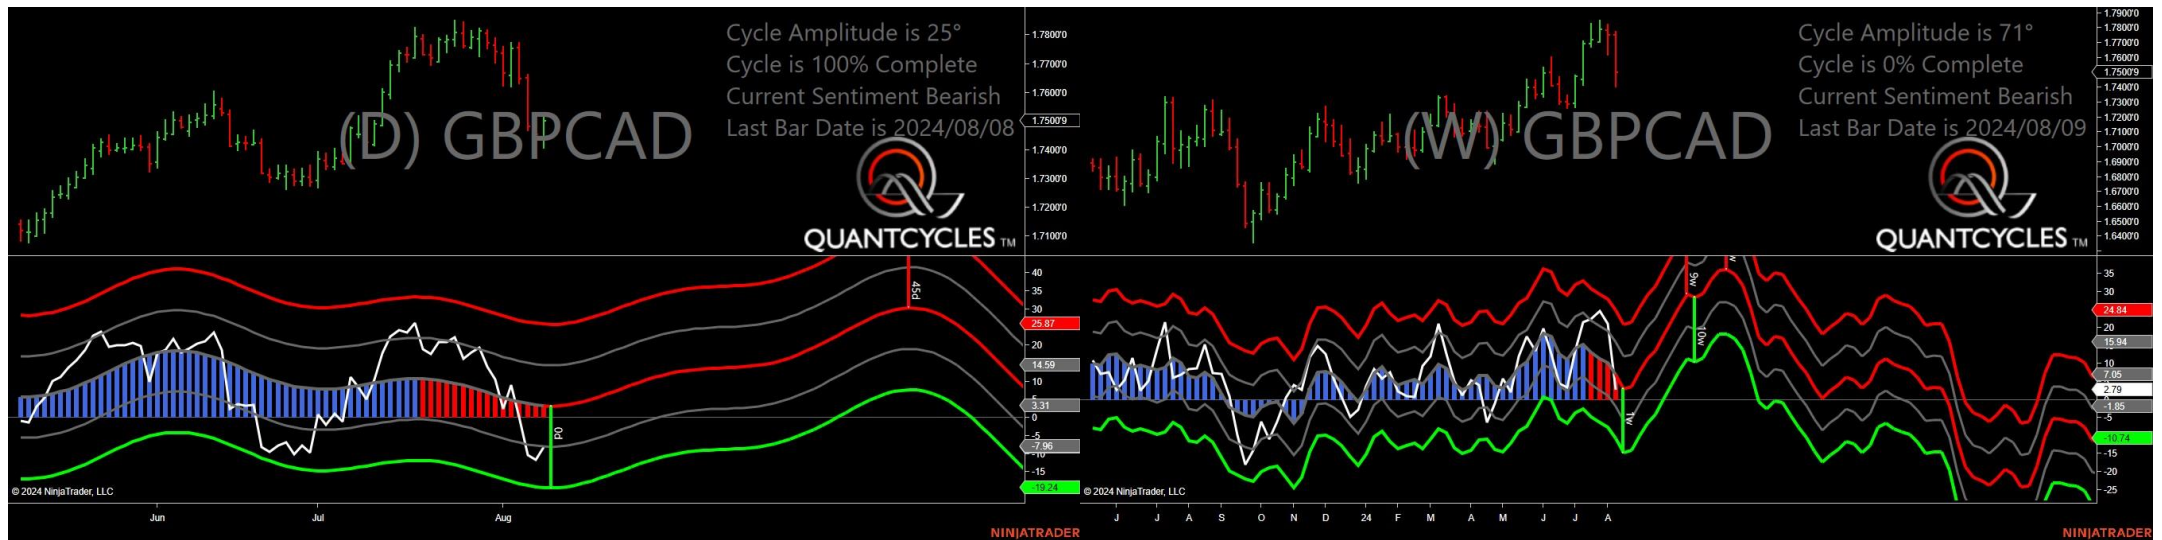 Cycle Amplitude is 25°
Cycle is 100% Complete
Current Sentiment Bearish
Last Bar Date is 2024/08/08
(D) GBPCAD
QUANTCYCLES TM
1.7800'0
1.7700'0
1.7600'0
1.7500'9
1.7400'0
1.7300'0
1.7200'0
1.7100'0
45d
0d
40
35
30
25.87
20
14.59
10
5
3.31
0
-5
-7.96
-10
-15
-19.24
© 2024 NinjaTrader, LLC
Jun
Jul
Aug
NINJATRADER
Cycle Amplitude is 71°
Cycle is 0% Complete
Current Sentiment Bearish
Last Bar Date is 2024/08/09
(W) GBPCAD
QUANTCYCLES TM
1.7900'0
1.7800'0
1.7700'0
1.7600'0
1.7500'9
1.7400'0
1.7300'0
1.7200'0
1.7100'0
1.7000'0
1.6900'0
1.6800'0
1.6700'0
1.6600'0
1.6500'0
1.6400'0
9w
w
10w
1w
35
30
24.84
20
15.94
10
7.05
2.79
-1.85
-5
-10.74
-15
-20
-25
© 2024 NinjaTrader, LLC
J
J
A
S
O
N
D
24
F
M
A
M
J
J
A
NINJATRADER